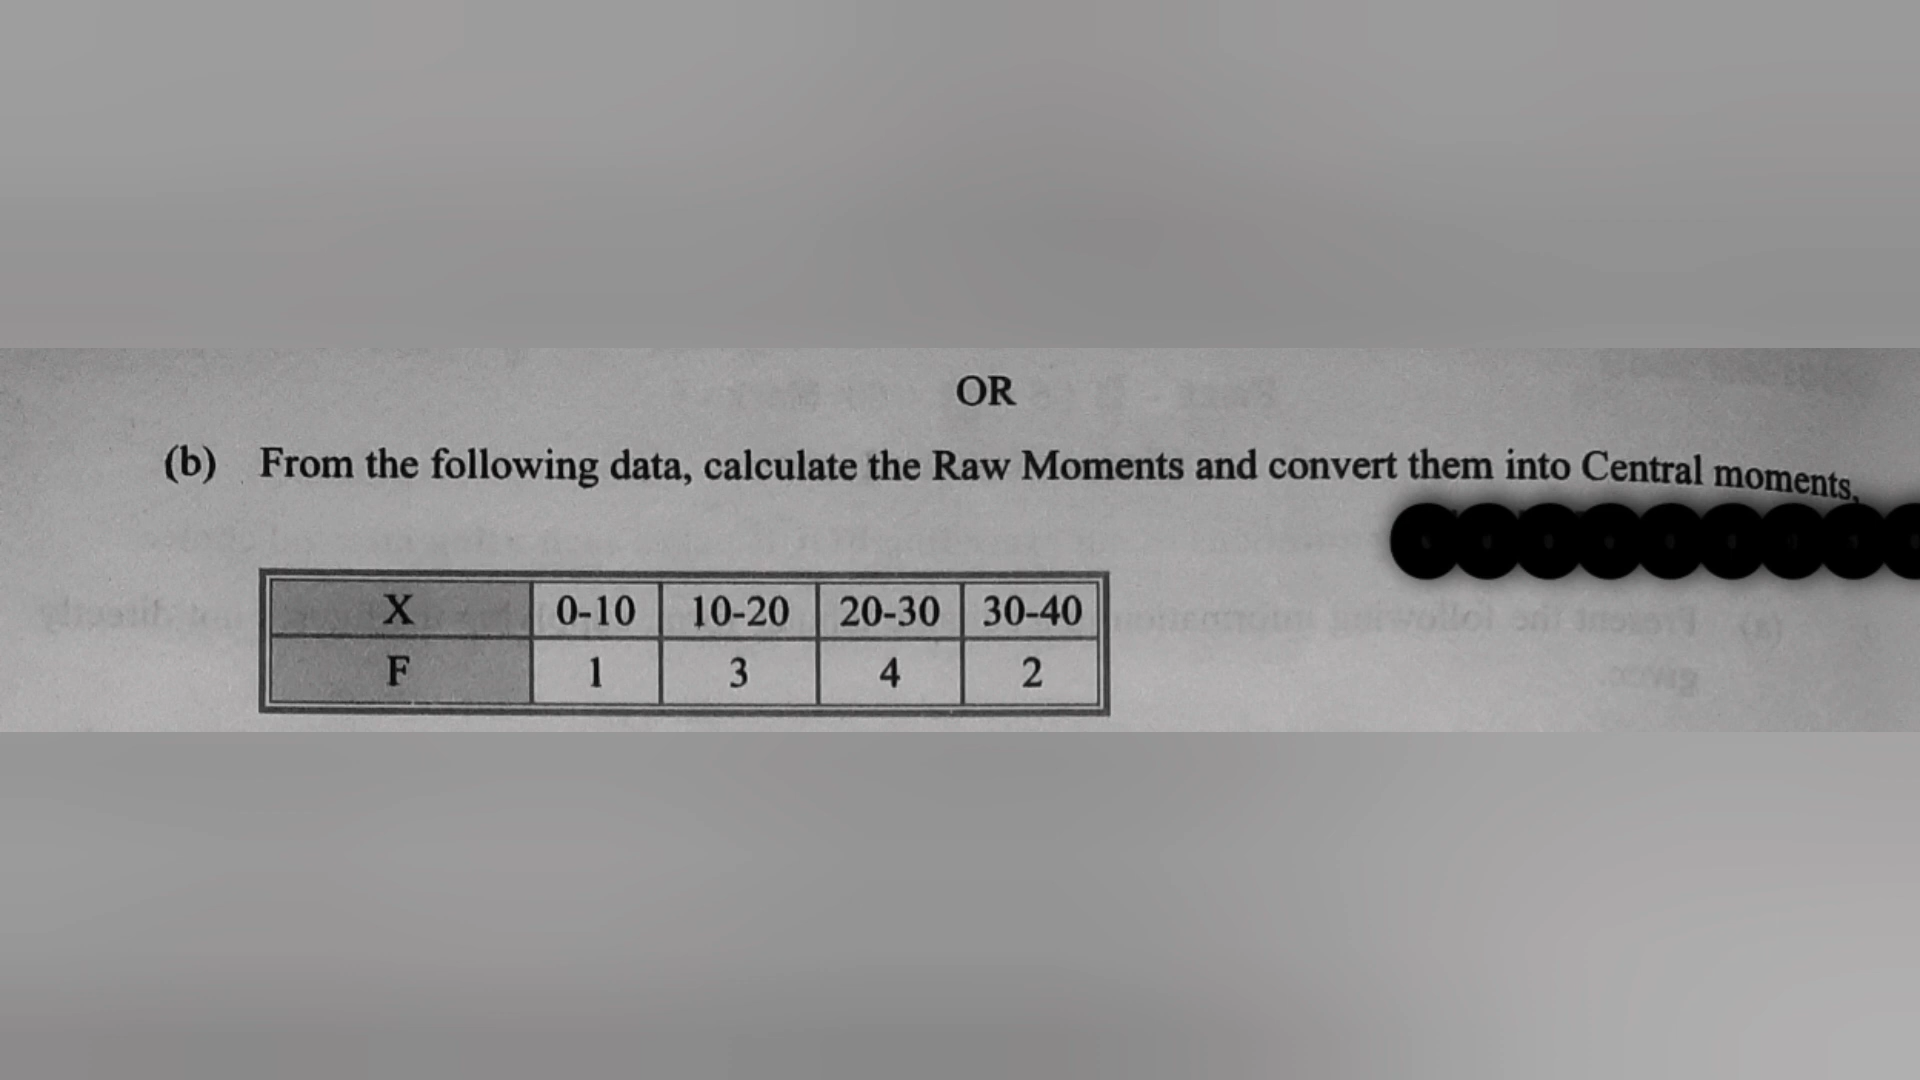 OR
(b) From the following data, calculate the Raw Moments and convert them into Central moments.
X 0-10 10-20 20-30 30-40
F 1 3 4 2